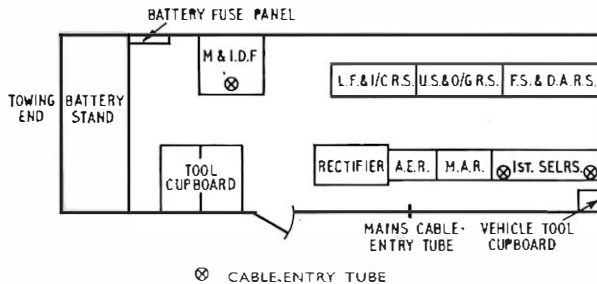 BATTERY FUSE PANEL
M & I.D.F
L.F.& I/C R.S. U.S.& O/G R.S. F.S. & D.A.R.S.
TOWING
END
BATTERY
STAND
TOOL
CUPBOARD
RECTIFIER A.E.R. M.A.R. 1ST. SELRS.
MAINS CABLE-
ENTRY TUBE
VEHICLE TOOL
CUPBOARD
CABLE.ENTRY TUBE